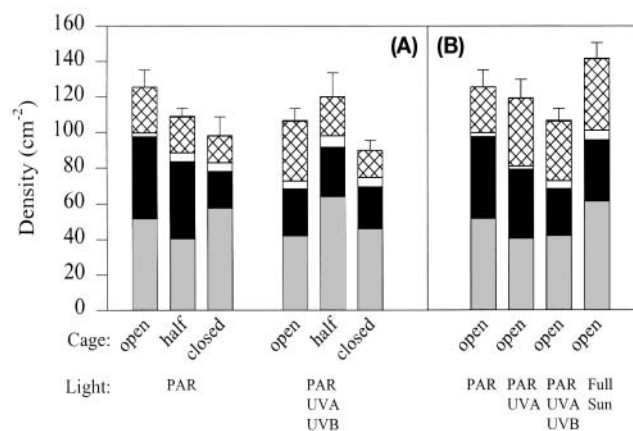 160
(A)
(B)
140
120
100
80
60
40
20
0
Density (cm-2)
Cage: open half closed open half closed open open open open
Light: PAR PAR PAR PAR PAR Full
UVA UVA UVA Sun
UVB UVB